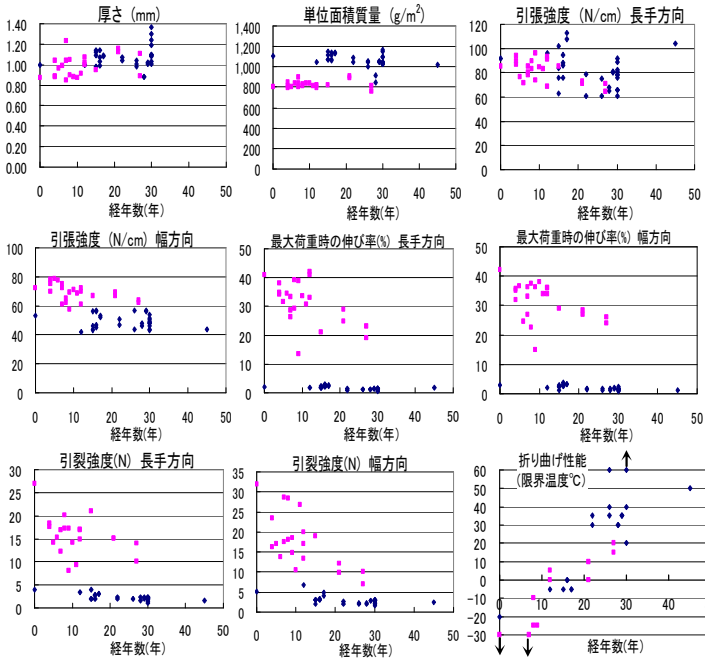 厚さ (mm)
1.40
1.20
1.00
0.80
0.60
0.40
0.20
0.00
0 10 20 30 40 50
経年数(年)
単位面積質量 (g/m²)
1,400
1,200
1,000
800
600
400
200
0
0 10 20 30 40 50
経年数(年)
引張強度 (N/cm) 長手方向
120
100
80
60
40
20
0
0 10 20 30 40 50
経年数(年)
引張強度 (N/cm) 幅方向
100
80
60
40
20
0
0 10 20 30 40 50
経年数(年)
最大荷重時の伸び率(%) 長手方向
50
40
30
20
10
0
0 10 20 30 40 50
経年数(年)
最大荷重時の伸び率(%) 幅方向
50
40
30
20
10
0
0 10 20 30 40 50
経年数(年)
引裂強度(N) 長手方向
30
25
20
15
10
5
0
0 10 20 30 40 50
経年数(年)
引裂強度(N) 幅方向
35
30
25
20
15
10
5
0
0 10 20 30 40 50
経年数(年)
折り曲げ性能
(限界温度℃)
60
50
40
30
20
10
0
-10
-20
-30
0 10 20 30 40 50
経年数(年)